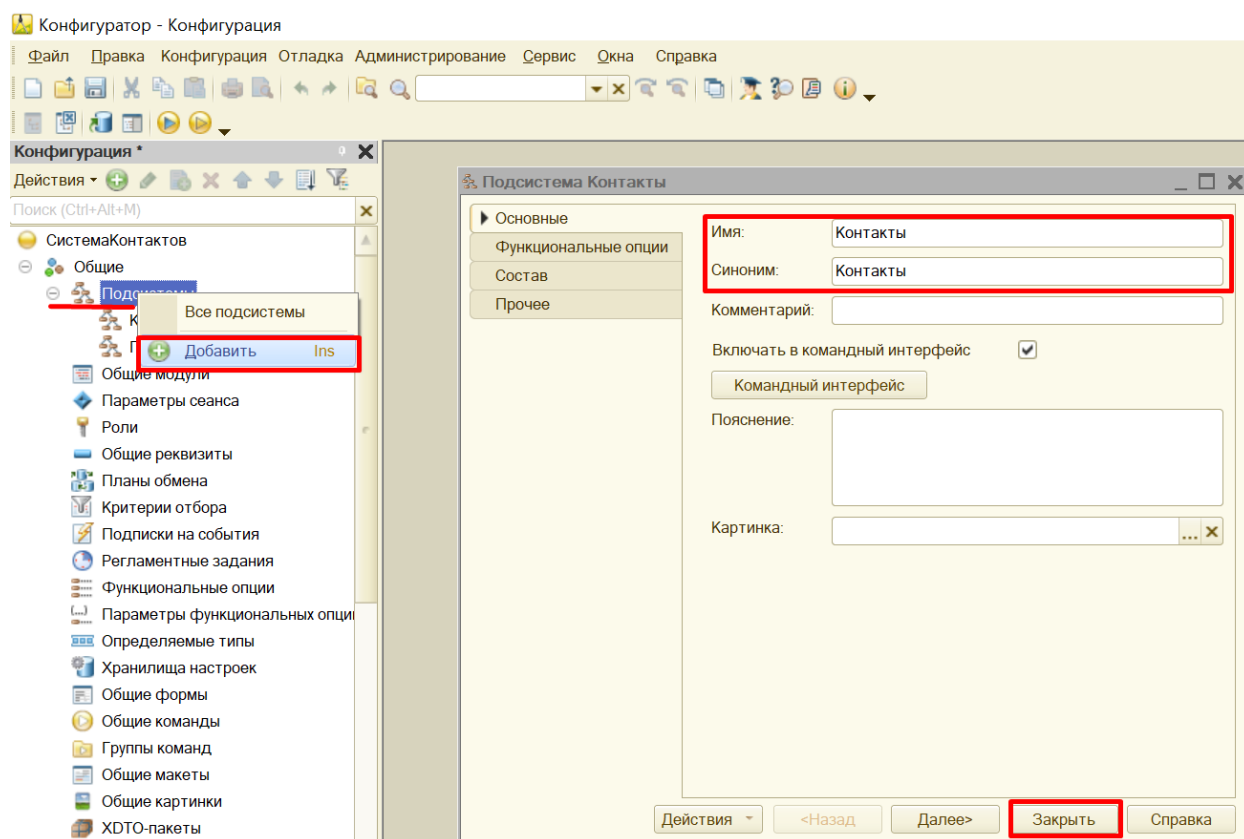 Конфигуратор - Конфигурация
Файл Правка Конфигурация Отладка Администрирование Сервис Окна Справка
Конфигурация *
Действия
Поиск (Ctrl+Alt+M)
СистемаКонтактов
Общие
Подсистемы
Все подсистемы
Добавить Ins
Общие модули
Параметры сеанса
Роли
Общие реквизиты
Планы обмена
Критерии отбора
Подписки на события
Регламентные задания
Функциональные опции
Параметры функциональных опци
Определяемые типы
Хранилища настроек
Общие формы
Общие команды
Группы команд
Общие макеты
Общие картинки
XDTO-пакеты
Подсистема Контакты
Основные
Функциональные опции
Состав
Прочее
Имя: Контакты
Синоним: Контакты
Комментарий:
Включать в командный интерфейс
Командный интерфейс
Пояснение:
Картинка:
...
Действия <Назад Далее> Закрыть Справка